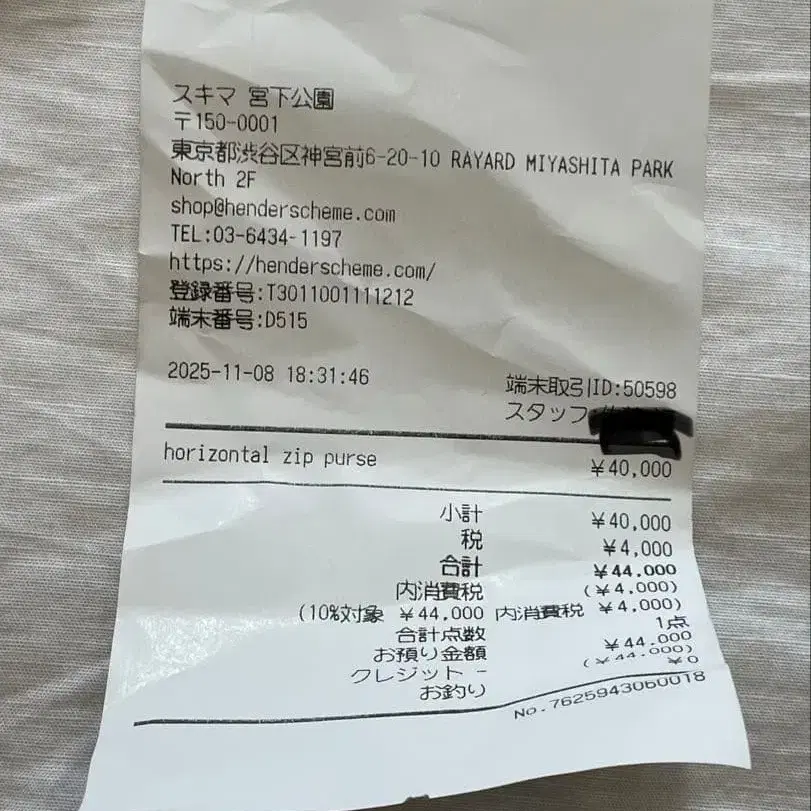 スキマ 宮下公園
〒150-0001
東京都渋谷区神宮前6-20-10 RAYARD MIYASHITA PARK
North 2F
shop@henderscheme.com
TEL:03-6434-1197
https://henderscheme.com/
登録番号:T3011001111212
端末番号:D515
2025-11-08 18:31:46
端末取引ID:50598
スタッフ:
horizontal zip purse
¥40,000
小計 ¥40,000
税 ¥4,000
合計 ¥44,000
内消費税 (¥4,000)
(10%対象 ¥44,000 内消費税 ¥4,000)
合計点数 1点
お預り金額 ¥44,000
クレジット - (¥44,000)
お釣り ¥0